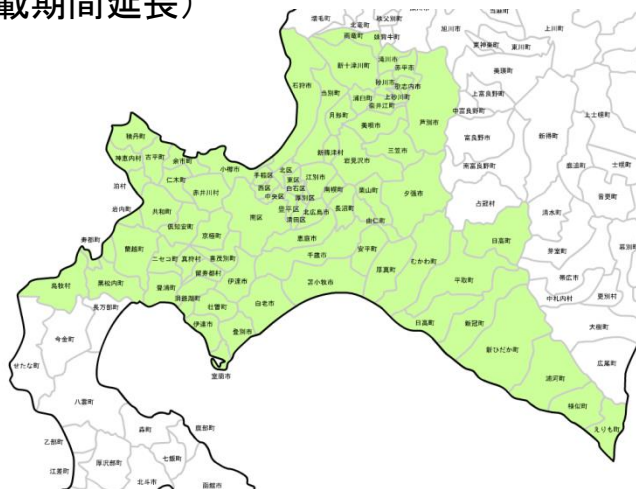 載期間延長）
増毛町
北竜町
秩父別町
雨竜町
妹背牛町
旭川市
上川町
東神楽町
東川町
新十津川町
滝川市
赤平市
美瑛町
石狩市
当別町
砂川市
歌志内市
浦臼町
上砂川町
奈井江町
上富良野町
月形町
中富良野町
上士幌町
美唄市
芦別市
積丹町
富良野市
新得町
神恵内村
古平町
余市町
新篠津村
三笠市
小樽市
岩見沢市
南富良野町
鹿追町
士幌町
仁木町
手稲区
北区
江別市
東区
泊村
赤井川村
西区
白石区
南幌町
栗山町
夕張市
中央区
厚別区
占冠村
音更町
岩内町
共和町
豊平区
北広島市
長沼町
清水町
南区
清田区
由仁町
倶知安町
寿都町
京極町
恵庭市
日高町
芽室町
幕別町
蘭越町
安平町
ニセコ町
真狩村
喜茂別町
千歳市
むかわ町
帯広市
島牧村
黒松内町
留寿都村
伊達市
苫小牧市
厚真町
平取町
中札内村
更別村
豊浦町
洞爺湖町
長万部町
壮瞥町
白老市
伊達市
登別市
日高町
新冠町
大樹町
今金町
新ひだか町
せたな町
広尾町
室蘭市
浦河町
八雲町
様似町
えりも町
乙部町
森町
鹿部町
江差町
厚沢部町
七飯町
北斗市
函館市